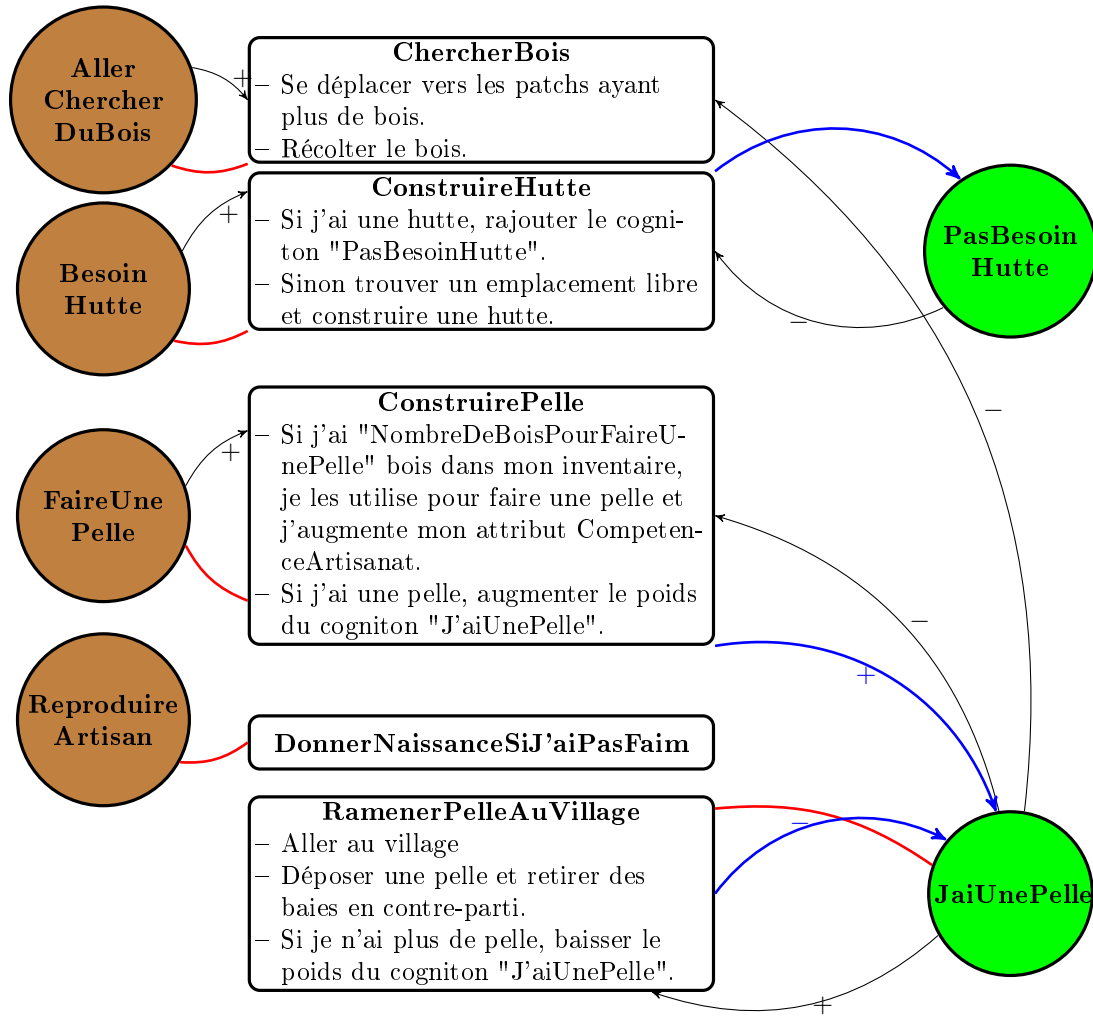 Aller
Chercher
DuBois
+
ChercherBois
– Se déplacer vers les patchs ayant
plus de bois.
– Récolter le bois.
Besoin
Hutte
+
ConstruireHutte
– Si j'ai une hutte, rajouter le cogni-
ton "PasBesoinHutte".
– Sinon trouver un emplacement libre
et construire une hutte.
PasBesoin
Hutte
–
–
FaireUne
Pelle
+
ConstruirePelle
– Si j'ai "NombreDeBoisPourFaireU-
nePelle" bois dans mon inventaire,
je les utilise pour faire une pelle et
j'augmente mon attribut Competen-
ceArtisanat.
– Si j'ai une pelle, augmenter le poids
du cogniton "J'aiUnePelle".
–
+
Reproduire
Artisan
DonnerNaissanceSiJ'aiPasFaim
RamenerPelleAuVillage
– Aller au village
– Déposer une pelle et retirer des
baies en contre-parti.
– Si je n'ai plus de pelle, baisser le
poids du cogniton "J'aiUnePelle".
–
JaiUnePelle
+